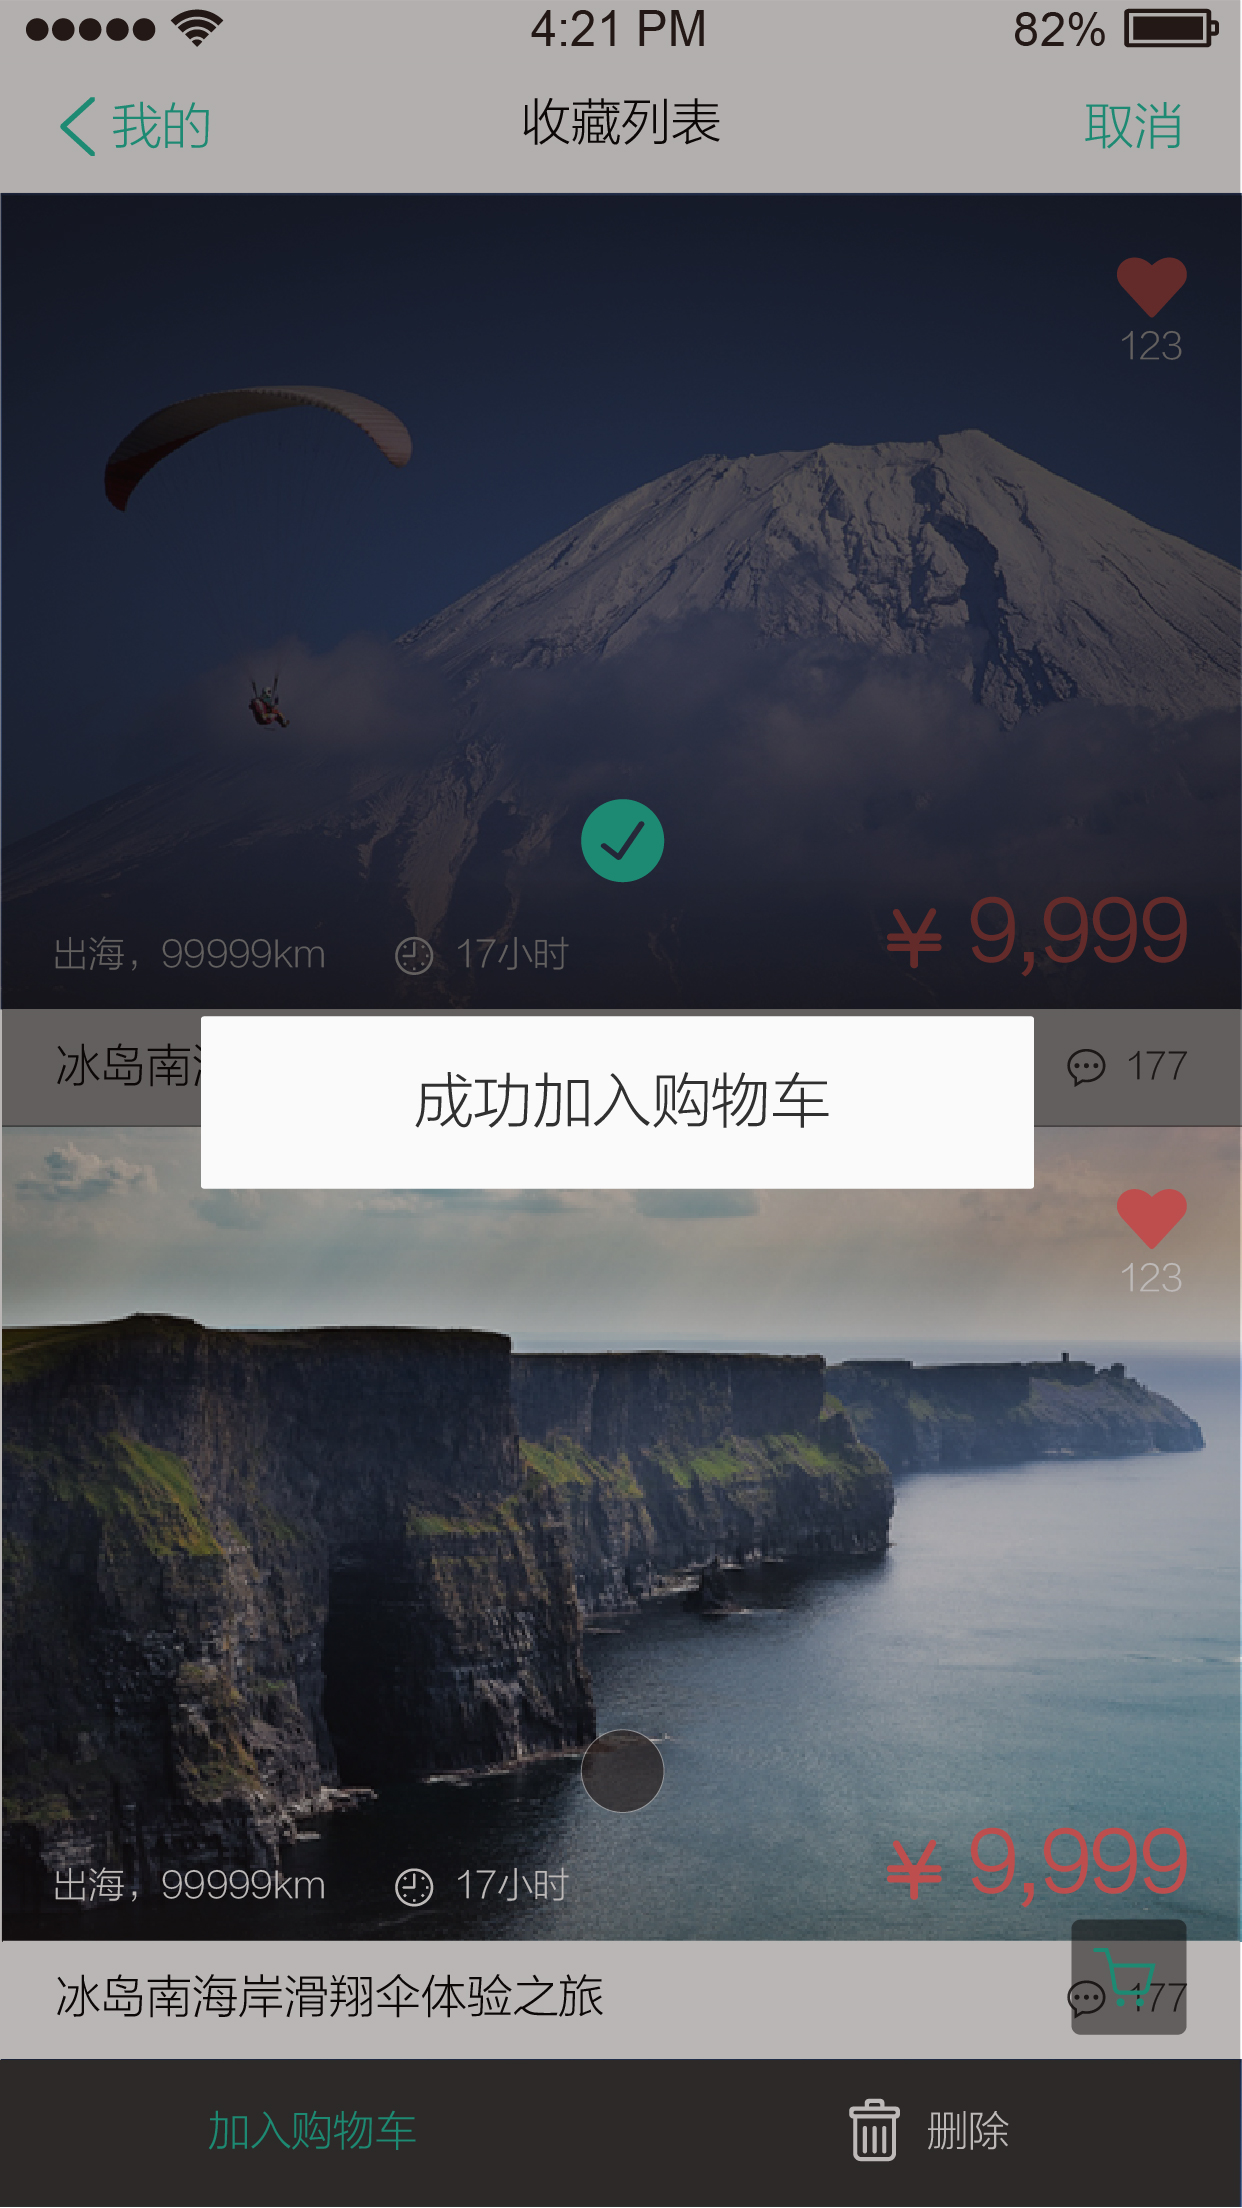 4:21 PM 82%
我的 收藏列表 取消
123
¥ 9,999
出海，99999km 17小时
冰岛南 177
成功加入购物车
123
¥ 9,999
出海，99999km 17小时
冰岛南海岸滑翔伞体验之旅 177
加入购物车 删除